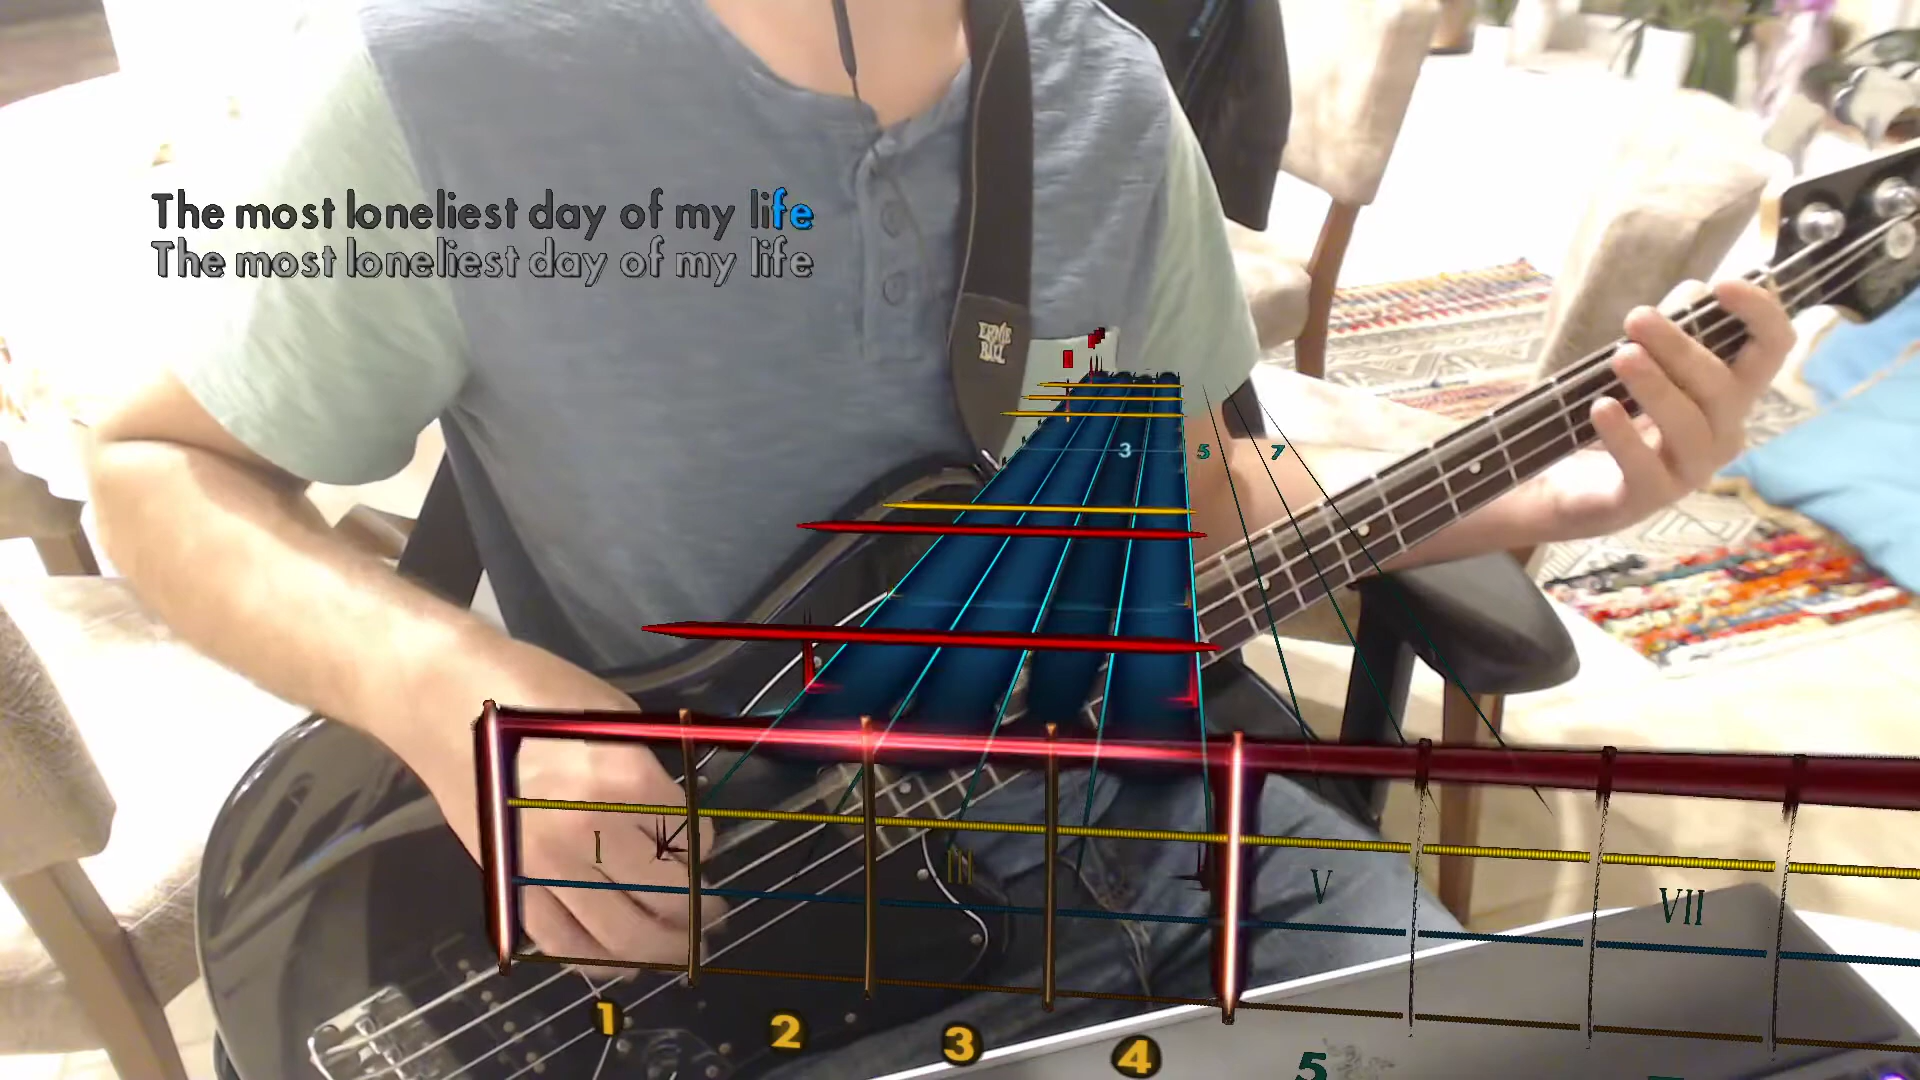 The most loneliest day of my life
The most loneliest day of my life
ERNIE
BALL
3 5 7
I III V VII
1 2 3 4 5